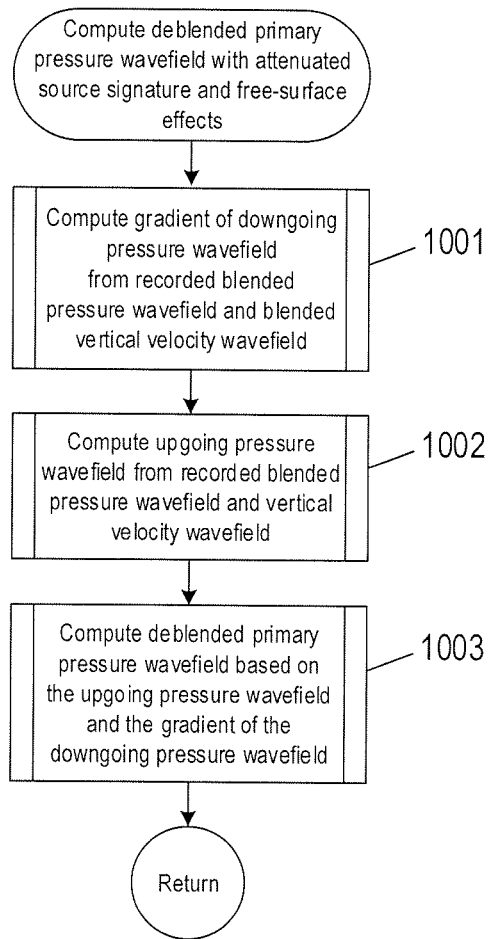 Compute deblended primary
pressure wavefield with attenuated
source signature and free-surface
effects
Compute gradient of downgoing
pressure wavefield
from recorded blended
pressure wavefield and blended
vertical velocity wavefield
1001
Compute upgoing pressure
wavefield from recorded blended
pressure wavefield and vertical
velocity wavefield
1002
Compute deblended primary
pressure wavefield based on
the upgoing pressure wavefield
and the gradient of the
downgoing pressure wavefield
1003
Return